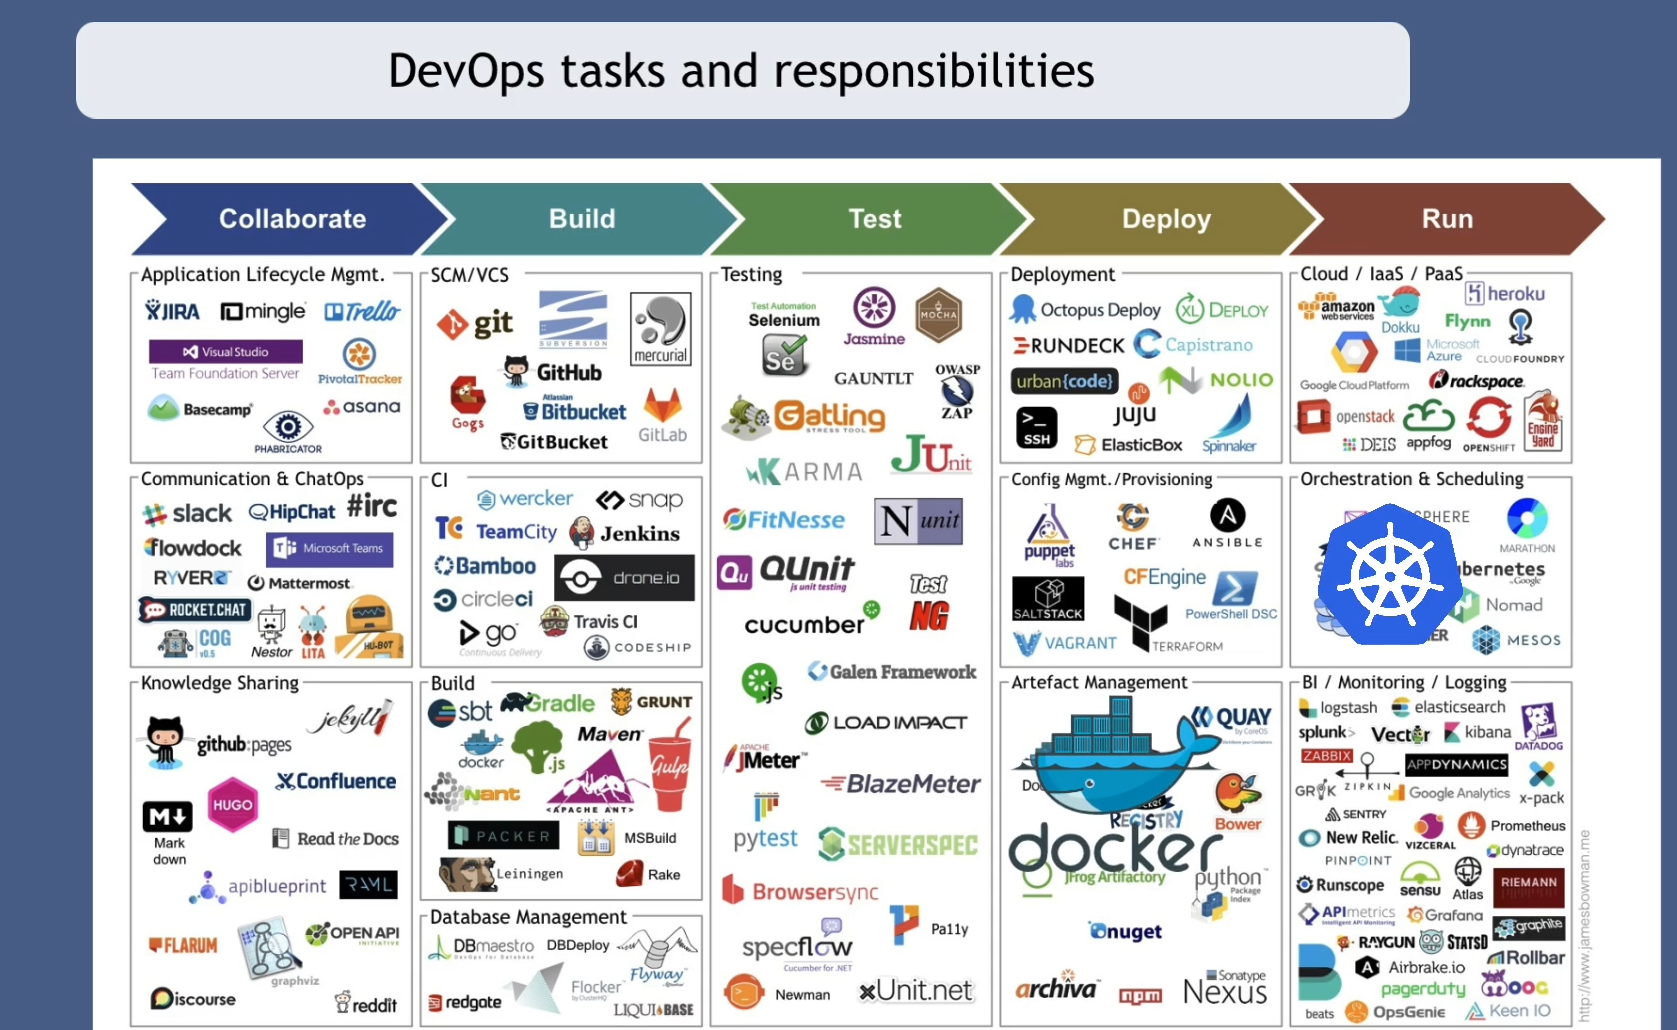 DevOps tasks and responsibilities
Collaborate
Build
Test
Deploy
Run
Application Lifecycle Mgmt.
JIRA
mingle
Trello
Visual Studio
Team Foundation Server
PivotalTracker
Basecamp
asana
PHABRICATOR
Communication & ChatOps
slack
HipChat
#irc
flowdock
Microsoft Teams
RYVER
Mattermost
ROCKET.CHAT
COG
v0.5
Nestor
LITA
HU-BOT
Knowledge Sharing
jekyll
github:pages
Confluence
HUGO
Mark
down
Read the Docs
apiblueprint
RAML
FLARUM
OPEN API
INITIATIVE
graphviz
Discourse
reddit
SCM/VCS
git
SUBVERSION
mercurial
GitHub
Gogs
Atlassian
Bitbucket
GitLab
GitBucket
CI
wercker
snap
TC TeamCity
Jenkins
Bamboo
drone.io
circleci
Travis CI
go
Continuous Delivery
CODESHIP
Build
sbt
Gradle
GRUNT
docker
.js
Maven
Gulp
Nant
<APACHE ANT>
PACKER
MSBuild
Leiningen
Rake
Database Management
DBmaestro
DevOps for Database
DBDeploy
Flyway
Flocker
by ClusterHQ
redgate
LIQUIBASE
Testing
Test Automation
Selenium
Se
Jasmine
MOCHA
GAUNTLT
OWASP
ZAP
Gatling
STRESS TOOL
KARMA
JUnit
FitNesse
N unit
Qu QUnit
js unit testing
Test
NG
cucumber
.js
Galen Framework
LOAD IMPACT
APACHE
JMeter
BlazeMeter
pytest
SERVERSPEC
Browsersync
specflow
Cucumber for .NET
Pa11y
Newman
xUnit.net
Deployment
Octopus Deploy
XL DEPLOY
RUNDECK
Capistrano
urban{code}
NOLIO
>_
SSH
JUJU
ElasticBox
Spinnaker
Config Mgmt./Provisioning
puppet
labs
CHEF
ANSIBLE
SALTSTACK
CFEngine
PowerShell DSC
VAGRANT
TERRAFORM
Artefact Management
QUAY
by CoreOS
Doc
REGISTRY
Bower
docker
JFrog Artifactory
python
Package
Index
nuget
archiva
npm
Sonatype
Nexus
Cloud / IaaS / PaaS
amazon
webservices
Dokku
heroku
Flynn
Google Cloud Platform
Microsoft
Azure
CLOUDFOUNDRY
rackspace
openstack
DEIS
appfog
OPENSHIFT
Engine
Yard
Orchestration & Scheduling
SPHERE
MARATHON
bernetes
by Google
Nomad
ER
MESOS
BI / Monitoring / Logging
logstash
elasticsearch
splunk>
Vector
kibana
DATADOG
ZABBIX
ZIPKIN
APPDYNAMICS
GROK
Google Analytics
x-pack
SENTRY
New Relic.
VIZCERAL
Prometheus
PINPOINT
dynatrace
Runscope
sensu
Atlas
RIEMANN
APImetrics
Intelligent API Monitoring
Grafana
graphite
RAYGUN
STATSD
Airbrake.io
Rollbar
pagerduty
MOOG
beats
OpsGenie
Keen IO
http://www.jamesbowman.me